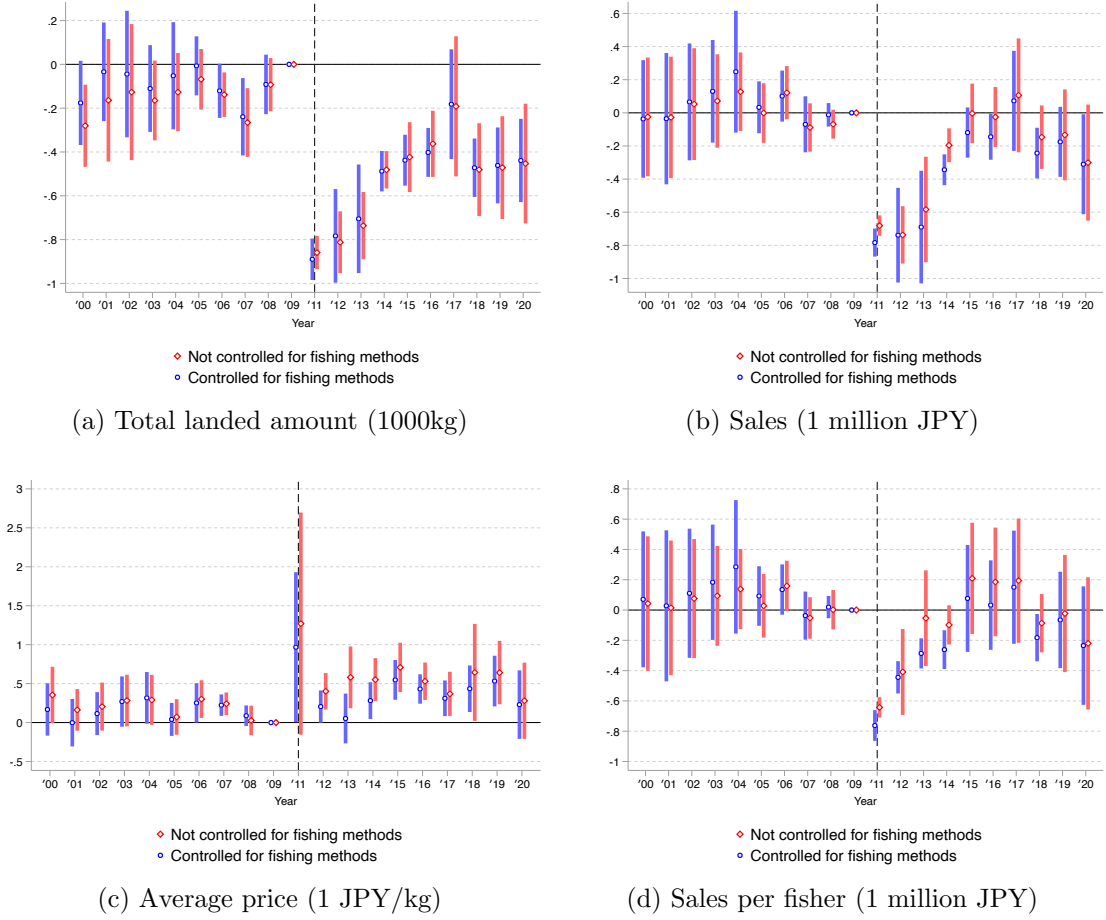 .2
0
-.2
-.4
-.6
-.8
-1
'00 '01 '02 '03 '04 '05 '06 '07 '08 '09 '11 '12 '13 '14 '15 '16 '17 '18 '19 '20
Year
Not controlled for fishing methods
Controlled for fishing methods
(a) Total landed amount (1000kg)
.6
.4
.2
0
-.2
-.4
-.6
-.8
-1
'00 '01 '02 '03 '04 '05 '06 '07 '08 '09 '11 '12 '13 '14 '15 '16 '17 '18 '19 '20
Year
Not controlled for fishing methods
Controlled for fishing methods
(b) Sales (1 million JPY)
3
2.5
2
1.5
1
.5
0
-.5
'00 '01 '02 '03 '04 '05 '06 '07 '08 '09 '11 '12 '13 '14 '15 '16 '17 '18 '19 '20
Year
Not controlled for fishing methods
Controlled for fishing methods
(c) Average price (1 JPY/kg)
.8
.6
.4
.2
0
-.2
-.4
-.6
-.8
-1
'00 '01 '02 '03 '04 '05 '06 '07 '08 '09 '11 '12 '13 '14 '15 '16 '17 '18 '19 '20
Year
Not controlled for fishing methods
Controlled for fishing methods
(d) Sales per fisher (1 million JPY)